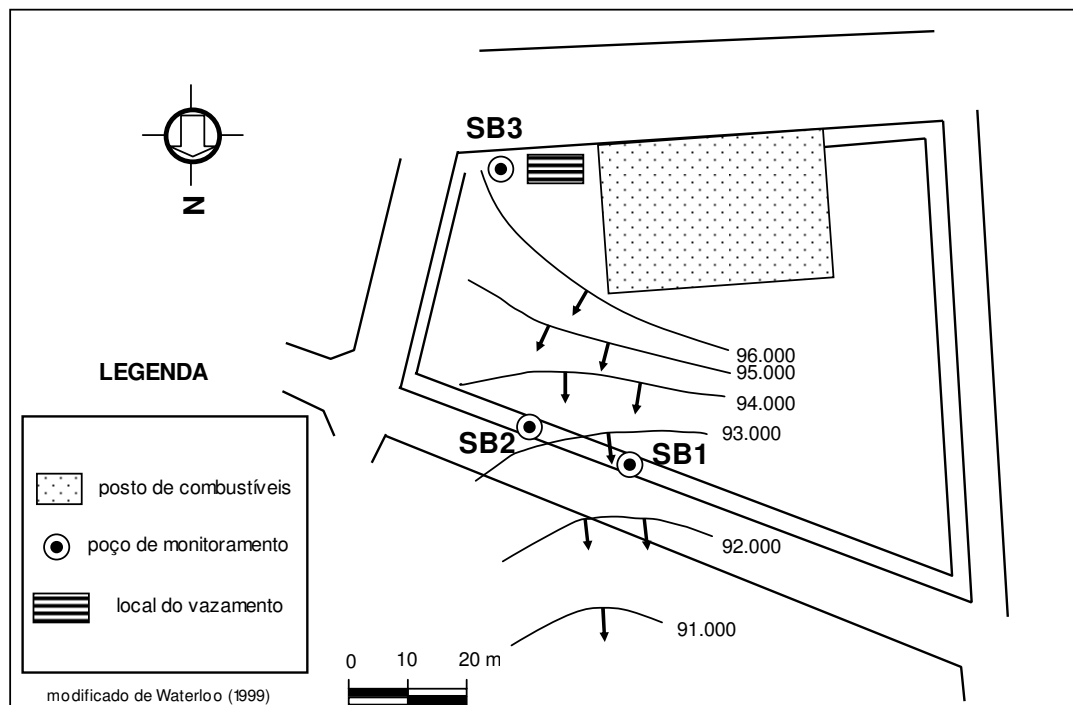 SB3
N
96.000
95.000
LEGENDA
94.000
93.000
SB2
SB1
posto de combustíveis
poço de monitoramento
92.000
local do vazamento
91.000
0 10 20 m
modificado de Waterloo (1999)